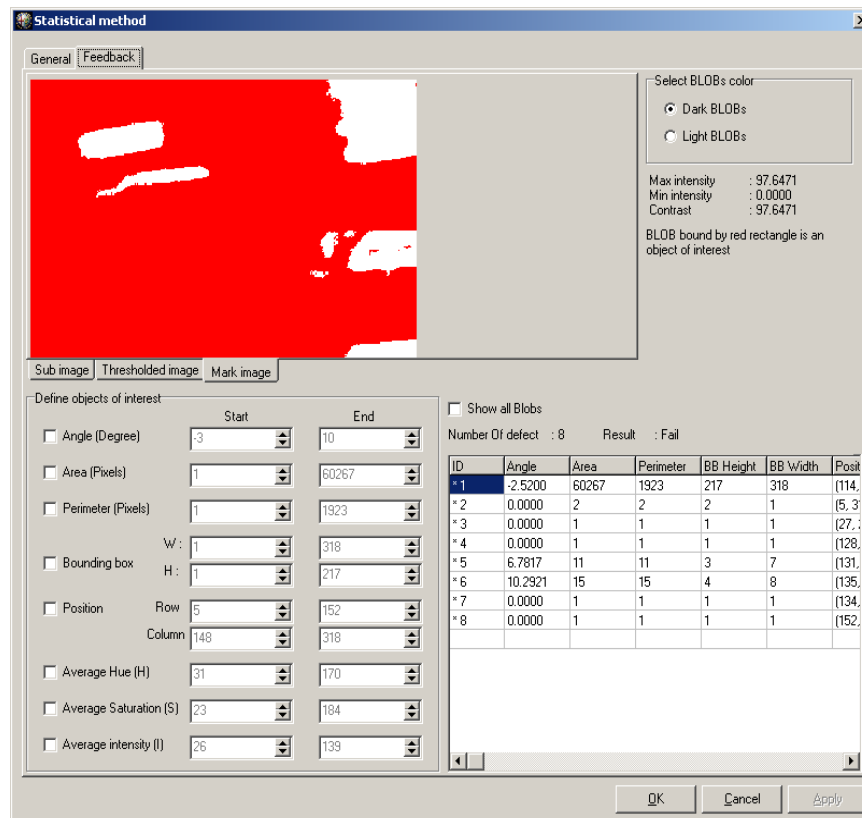 Statistical method
General Feedback
Select BLOBs color
Dark BLOBs
Light BLOBs
Max intensity : 97.6471
Min intensity : 0.0000
Contrast : 97.6471
BLOB bound by red rectangle is an
object of interest
Sub image Thresholded image Mark image
Define objects of interest
Start End
Angle (Degree) -3 10
Area (Pixels) 1 60267
Perimeter (Pixels) 1 1923
Bounding box
W : 1 318
H : 1 217
Position Row 5 152
Column 148 318
Average Hue (H) 31 170
Average Saturation (S) 23 184
Average intensity (I) 26 139
Show all Blobs
Number Of defect : 8 Result : Fail
ID Angle Area Perimeter BB Height BB Width Posit
* 1 -2.5200 60267 1923 217 318 (114,
* 2 0.0000 2 2 2 1 (5, 3
* 3 0.0000 1 1 1 1 (27,
* 4 0.0000 1 1 1 1 (128,
* 5 6.7817 11 11 3 7 (131,
* 6 10.2921 15 15 4 8 (135,
* 7 0.0000 1 1 1 1 (134,
* 8 0.0000 1 1 1 1 (152,
OK Cancel Apply